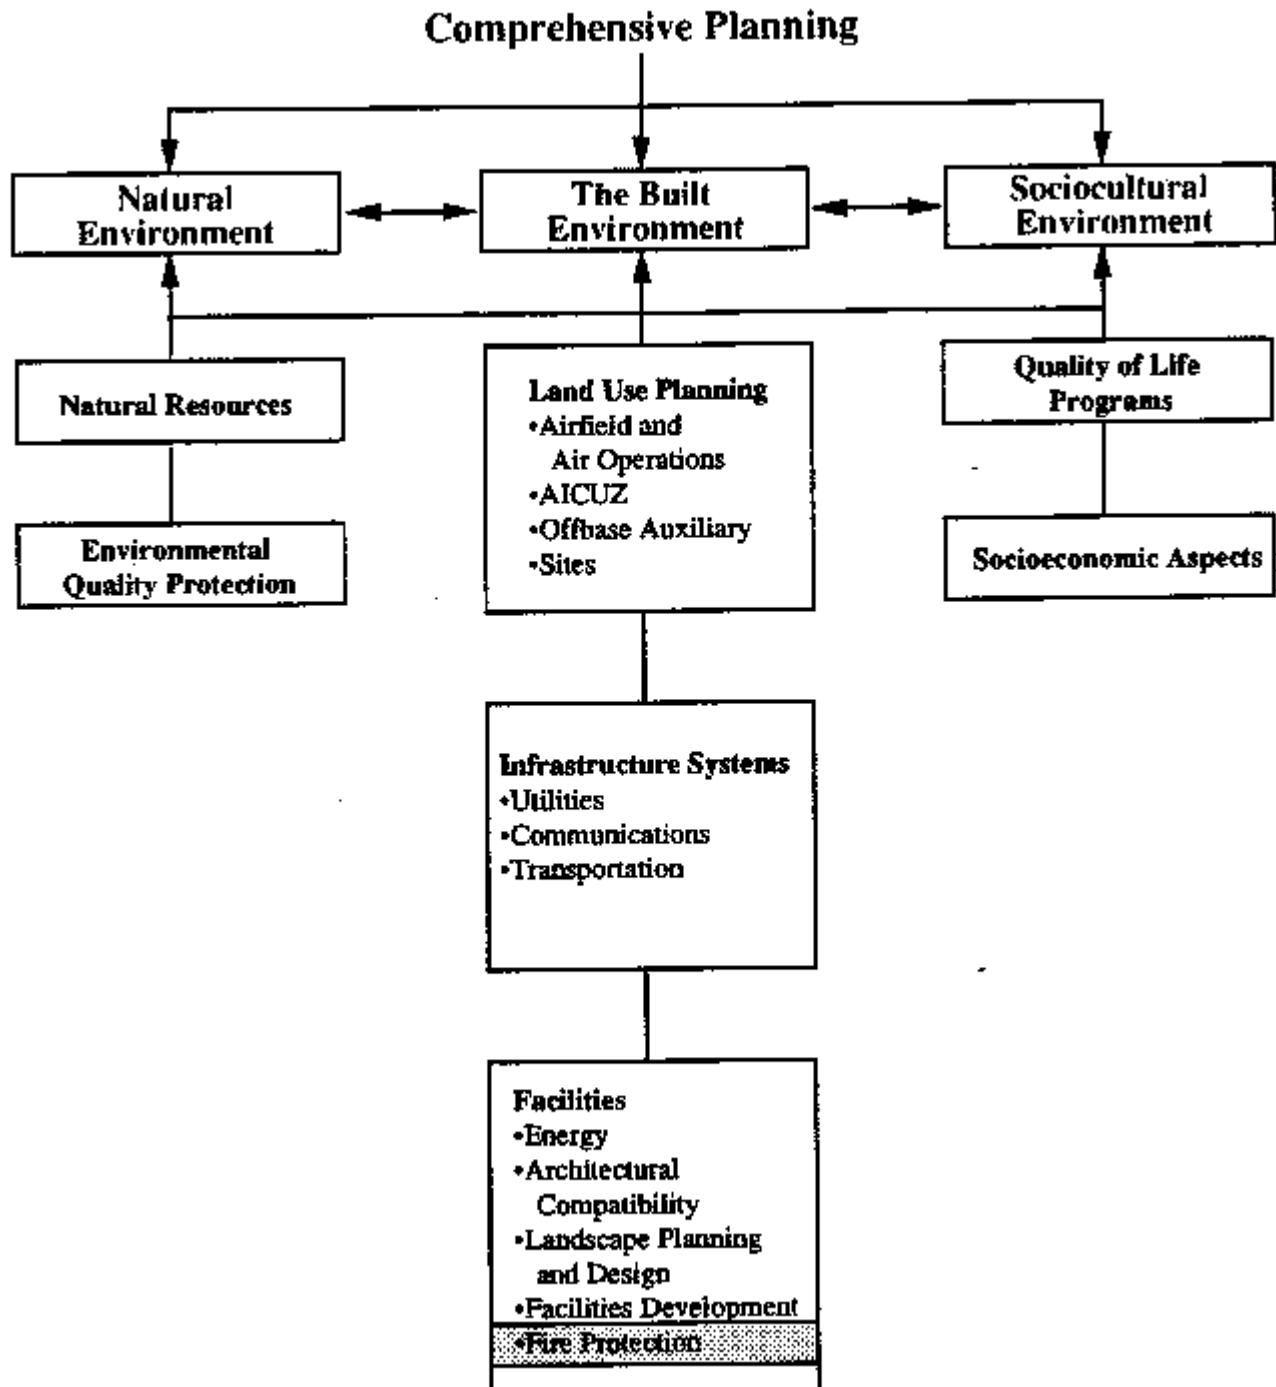 Comprehensive Planning
Natural
Environment
The Built
Environment
Sociocultural
Environment
Natural Resources
Environmental
Quality Protection
Land Use Planning
•Airfield and
Air Operations
•AICUZ
•Offbase Auxiliary
•Sites
Quality of Life
Programs
Socioeconomic Aspects
Infrastructure Systems
•Utilities
•Communications
•Transportation
Facilities
•Energy
•Architectural
Compatibility
•Landscape Planning
and Design
•Facilities Development
•Fire Protection